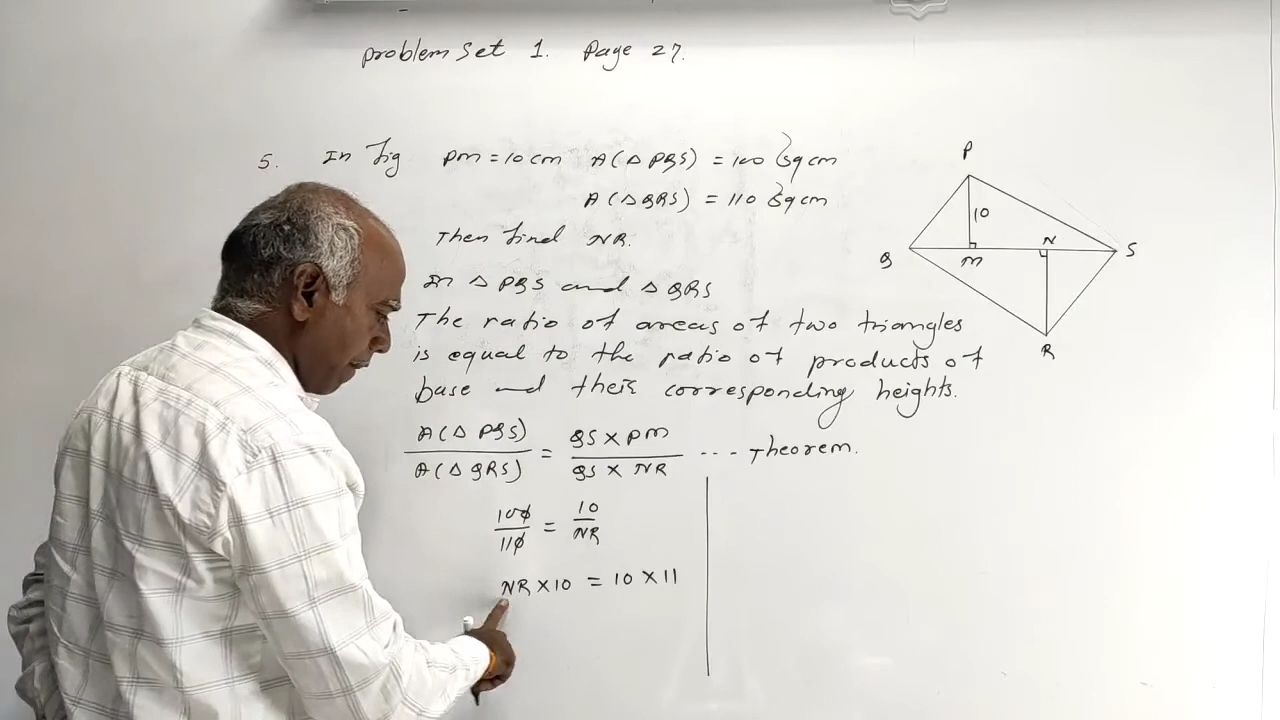 problem set 1. Page 27.
5. In fig PM = 10 cm A(Δ PQS) = 100 sq cm
A(Δ QRS) = 110 sq cm
Then find NR.
In Δ PQS and Δ QRS
The ratio of areas of two triangles
is equal to the ratio of products of
base and their corresponding heights.
A(Δ PQS) / A(Δ QRS) = QS × PM / QS × NR --- Theorem.
100 / 110 = 10 / NR
NR × 10 = 10 × 11
P
10
Q M N S
R